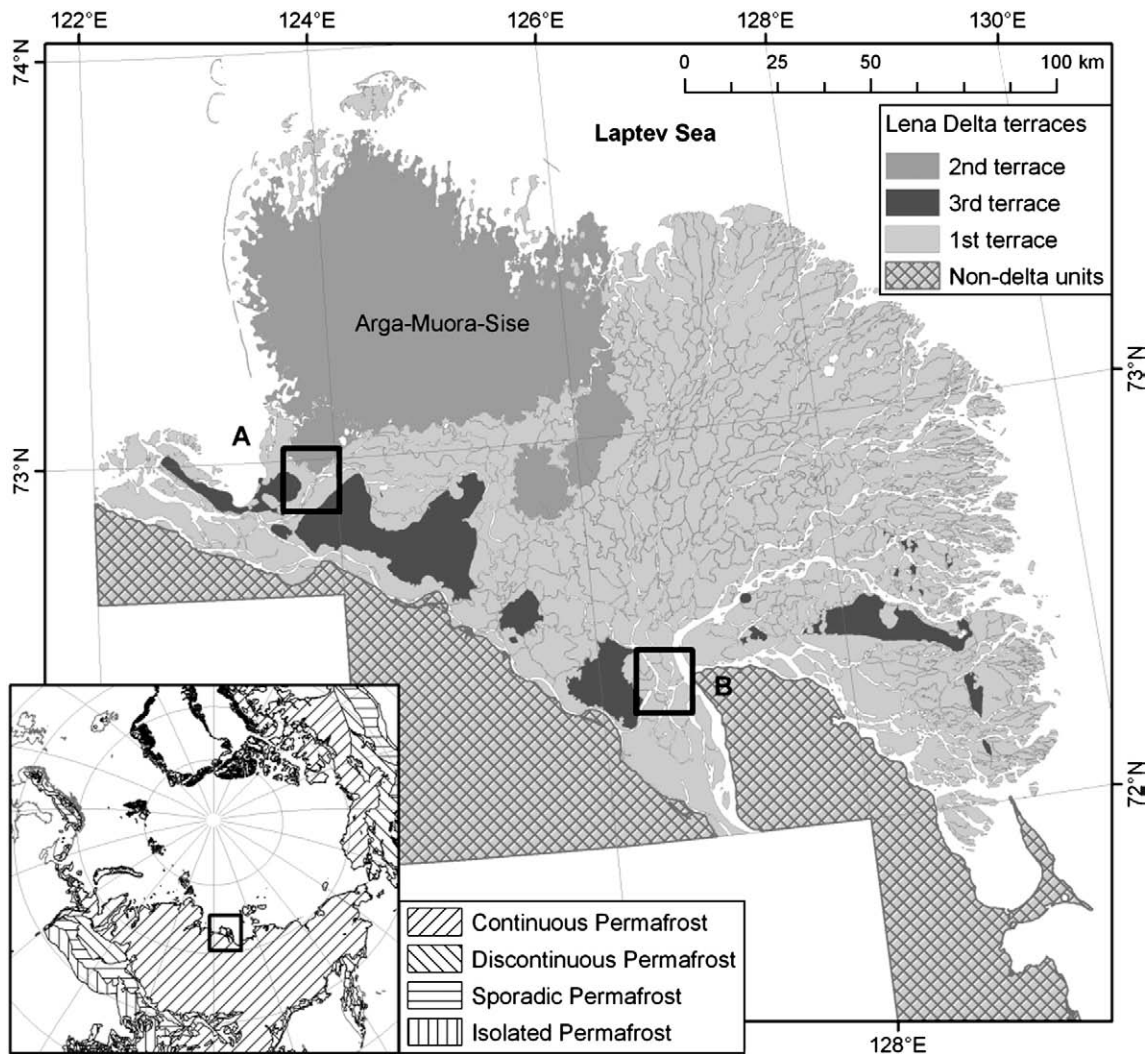 122°E 124°E 126°E 128°E 130°E
74°N
0 25 50 100 km
Laptev Sea
Lena Delta terraces
2nd terrace
3rd terrace
1st terrace
Non-delta units
Arga-Muora-Sise
73°N
A
73°N
B
72°N
Continuous Permafrost
Discontinuous Permafrost
Sporadic Permafrost
Isolated Permafrost
128°E